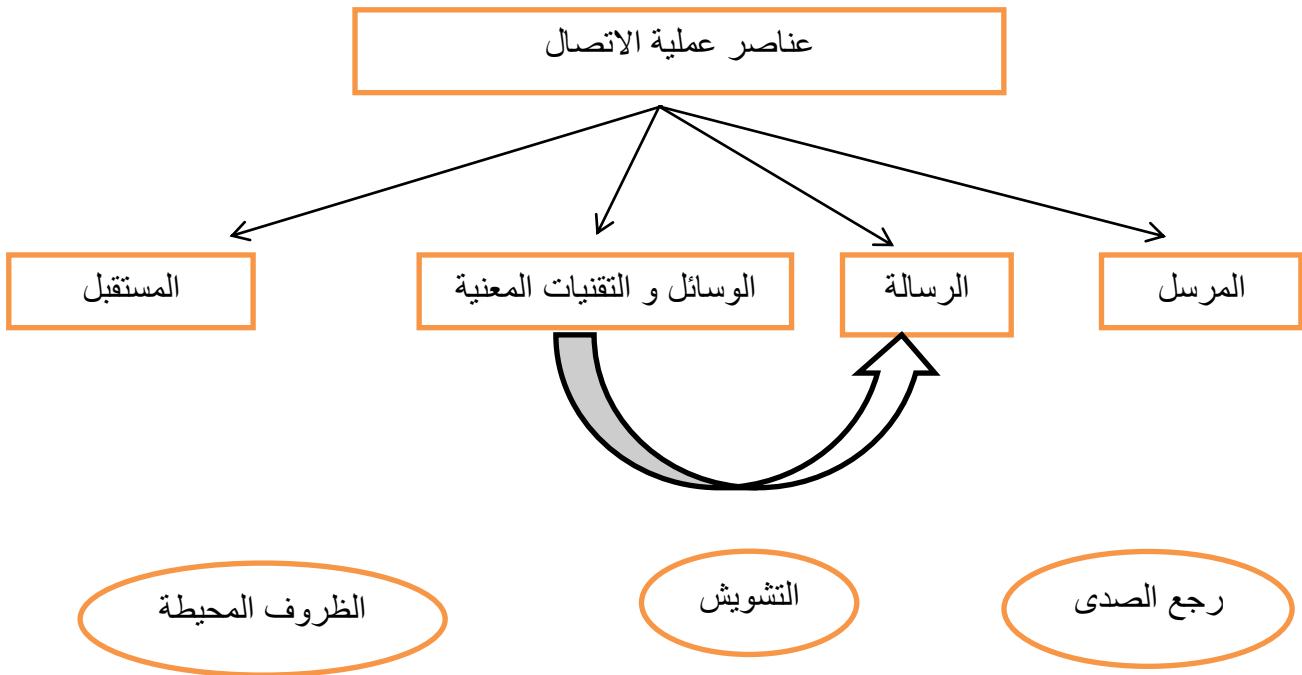 عناصر عملية الاتصال
المرسل
الرسالة
الوسائل و التقنيات المعنية
المستقبل
رجع الصدى
التشويش
الظروف المحيطة